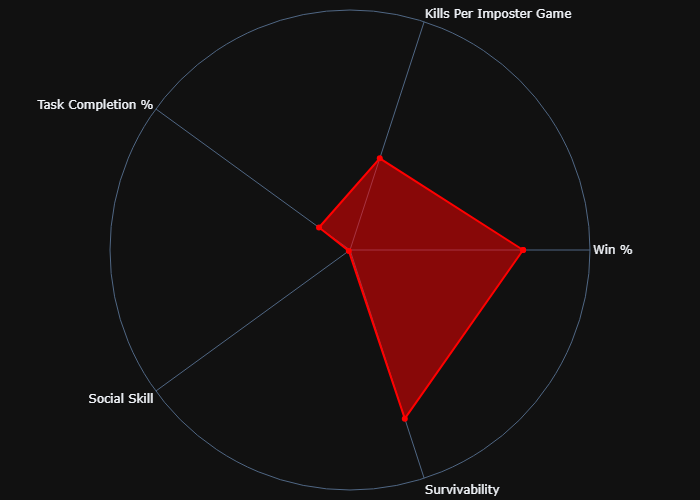 Kills Per Imposter Game
Task Completion %
Win %
Social Skill
Survivability